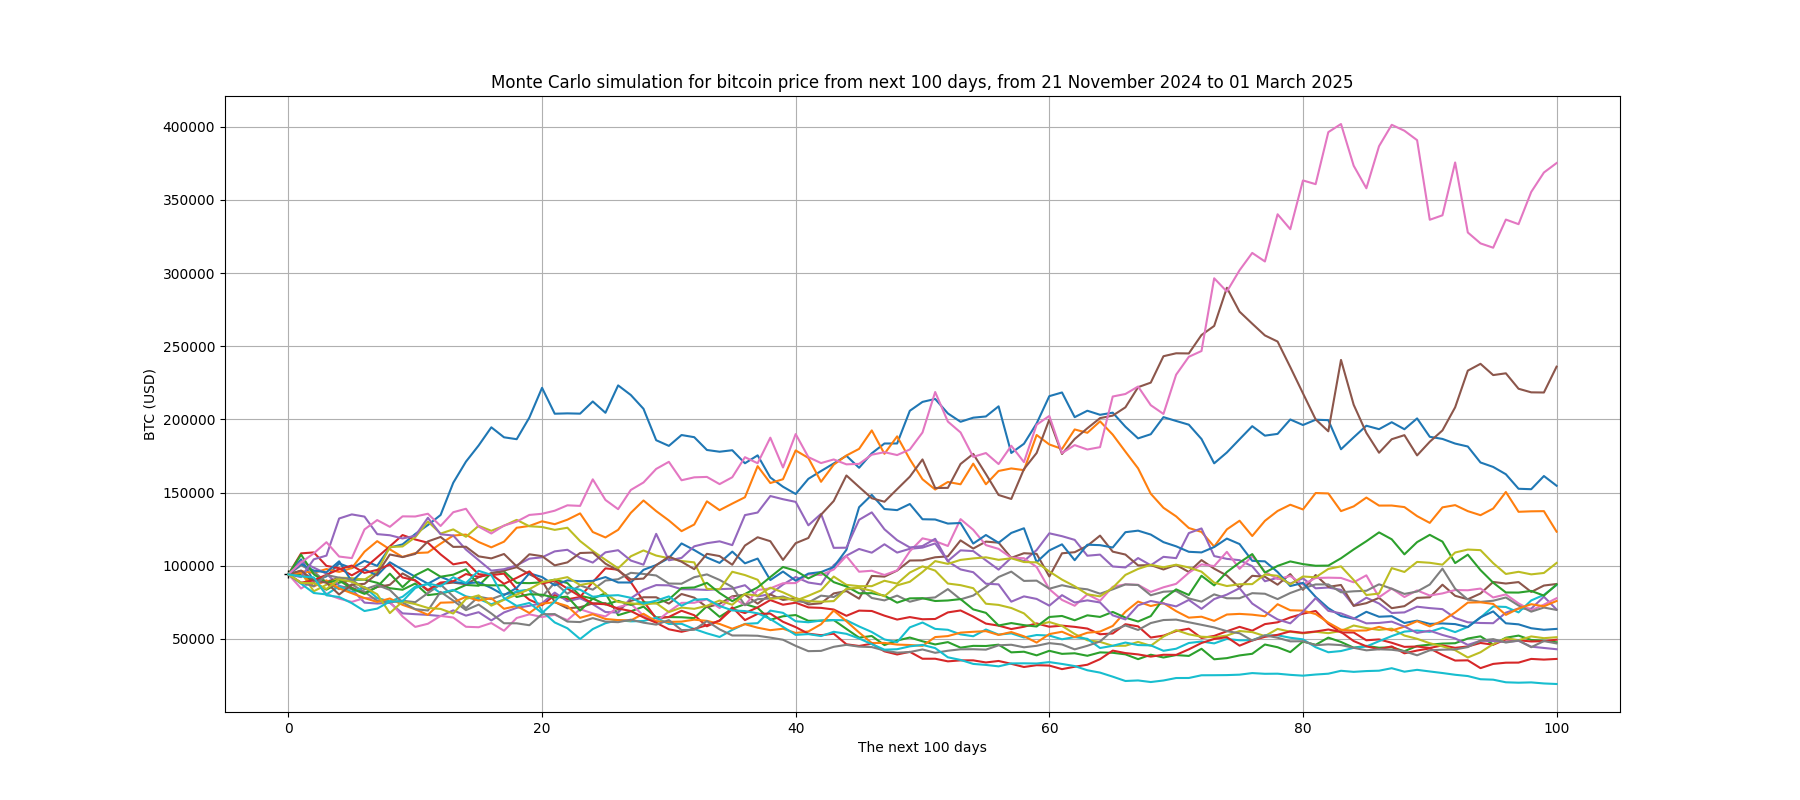 Monte Carlo simulation for bitcoin price from next 100 days, from 21 November 2024 to 01 March 2025
400000
350000
300000
250000
200000
150000
100000
50000
BTC (USD)
0 20 40 60 80 100
The next 100 days